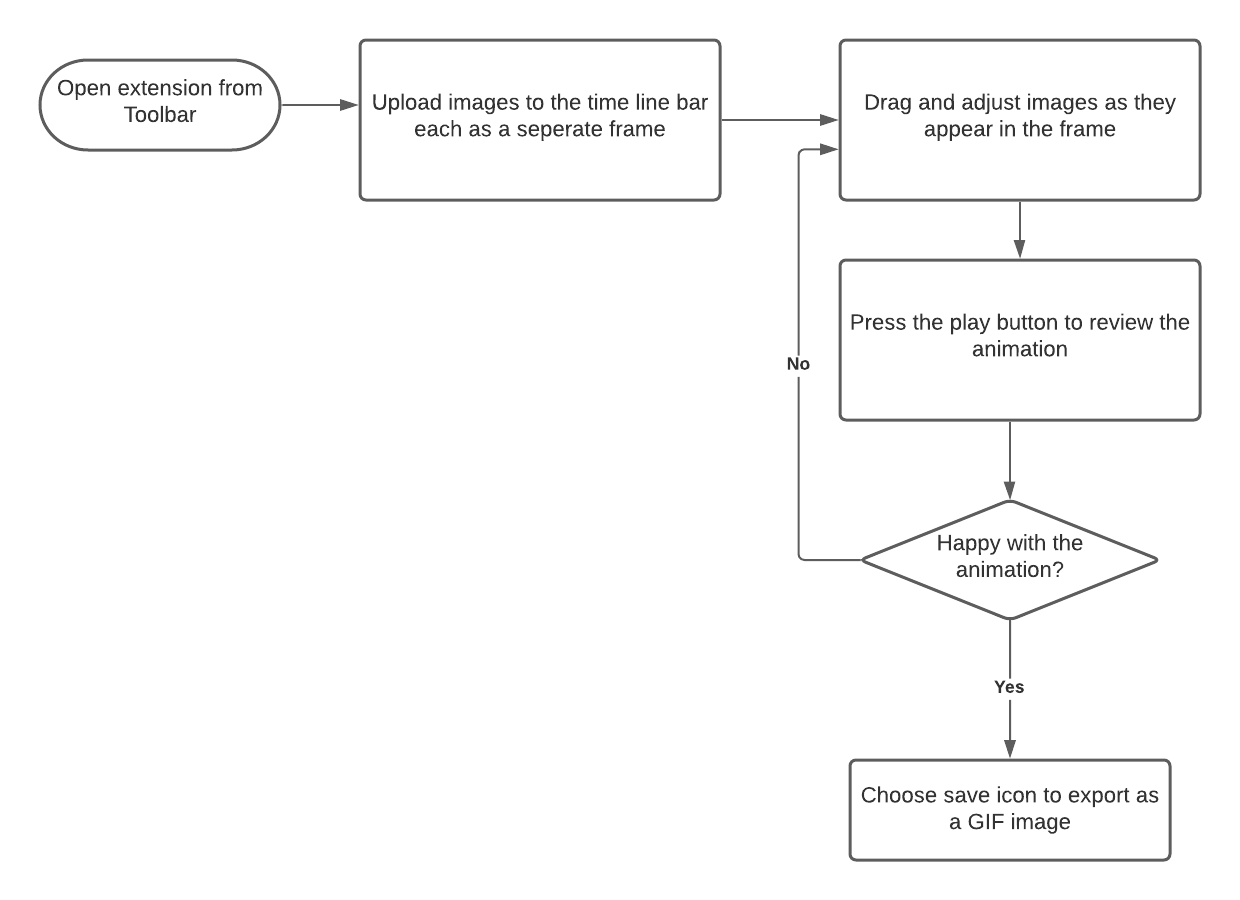 Open extension from
Toolbar
Upload images to the time line bar
each as a seperate frame
Drag and adjust images as they
appear in the frame
Press the play button to review the
animation
No
Happy with the
animation?
Yes
Choose save icon to export as
a GIF image